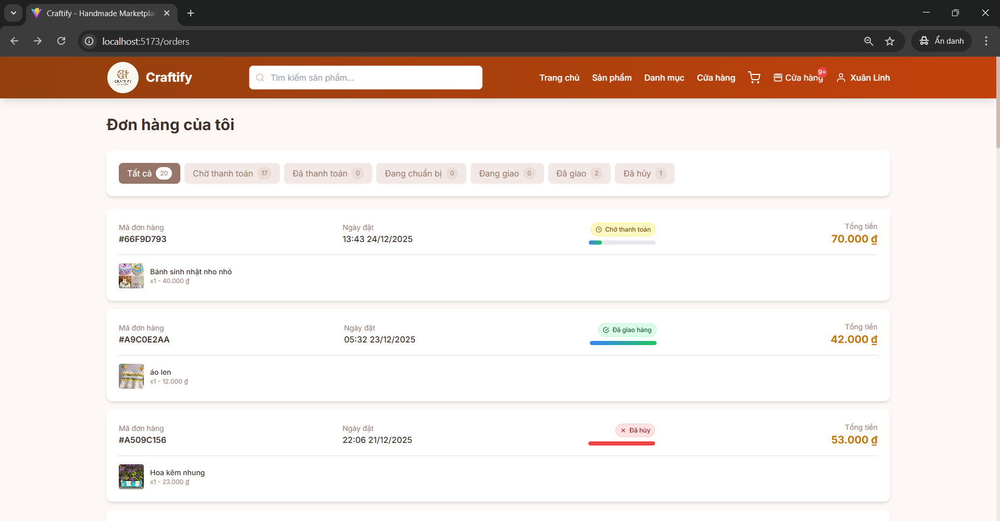 Craftify - Handmade Marketpla
localhost:5173/orders
Ẩn danh
CRAFTIFY
Craftify
Tìm kiếm sản phẩm...
Trang chủ
Sản phẩm
Danh mục
Cửa hàng
Cửa hàng
9+
Xuân Linh
Đơn hàng của tôi
Tất cả 20
Chờ thanh toán 17
Đã thanh toán 0
Đang chuẩn bị 0
Đang giao 0
Đã giao 2
Đã hủy 1
Mã đơn hàng
#66F9D793
Ngày đặt
13:43 24/12/2025
Chờ thanh toán
Tổng tiền
70.000 ₫
Bánh sinh nhật nho nhỏ
x1 - 40.000 ₫
Mã đơn hàng
#A9C0E2AA
Ngày đặt
05:32 23/12/2025
Đã giao hàng
Tổng tiền
42.000 ₫
áo len
x1 - 12.000 ₫
Mã đơn hàng
#A509C156
Ngày đặt
22:06 21/12/2025
Đã hủy
Tổng tiền
53.000 ₫
Hoa kẽm nhung
x1 - 23.000 ₫